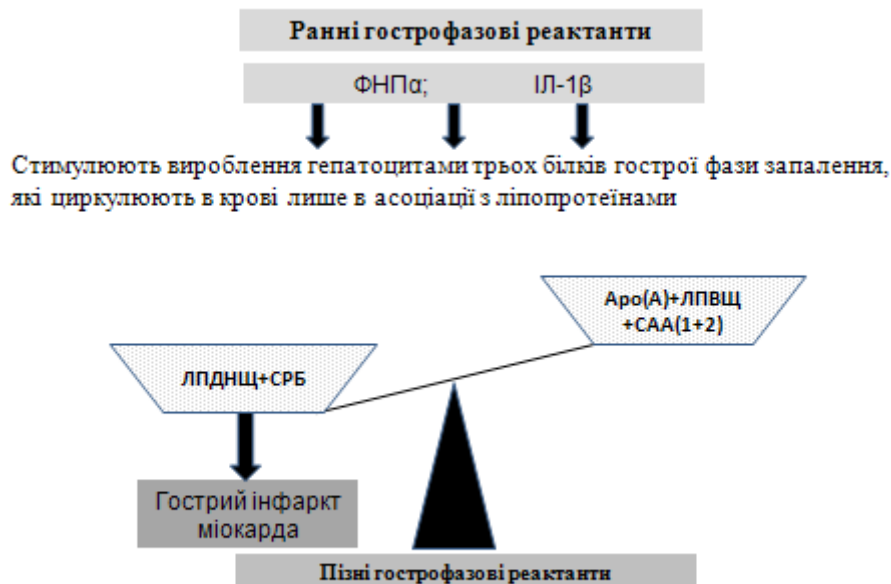 Ранні гострофазові реактанти
ФНПα; ІЛ-1β
Стимулюють вироблення гепатоцитами трьох білків гострої фази запалення,
які циркулюють в крові лише в асоціації з ліпопротеїнами
Аро(А)+ЛПВЩ
+САА(1+2)
ЛПДНЩ+СРБ
Гострий інфаркт
міокарда
Пізні гострофазові реактанти